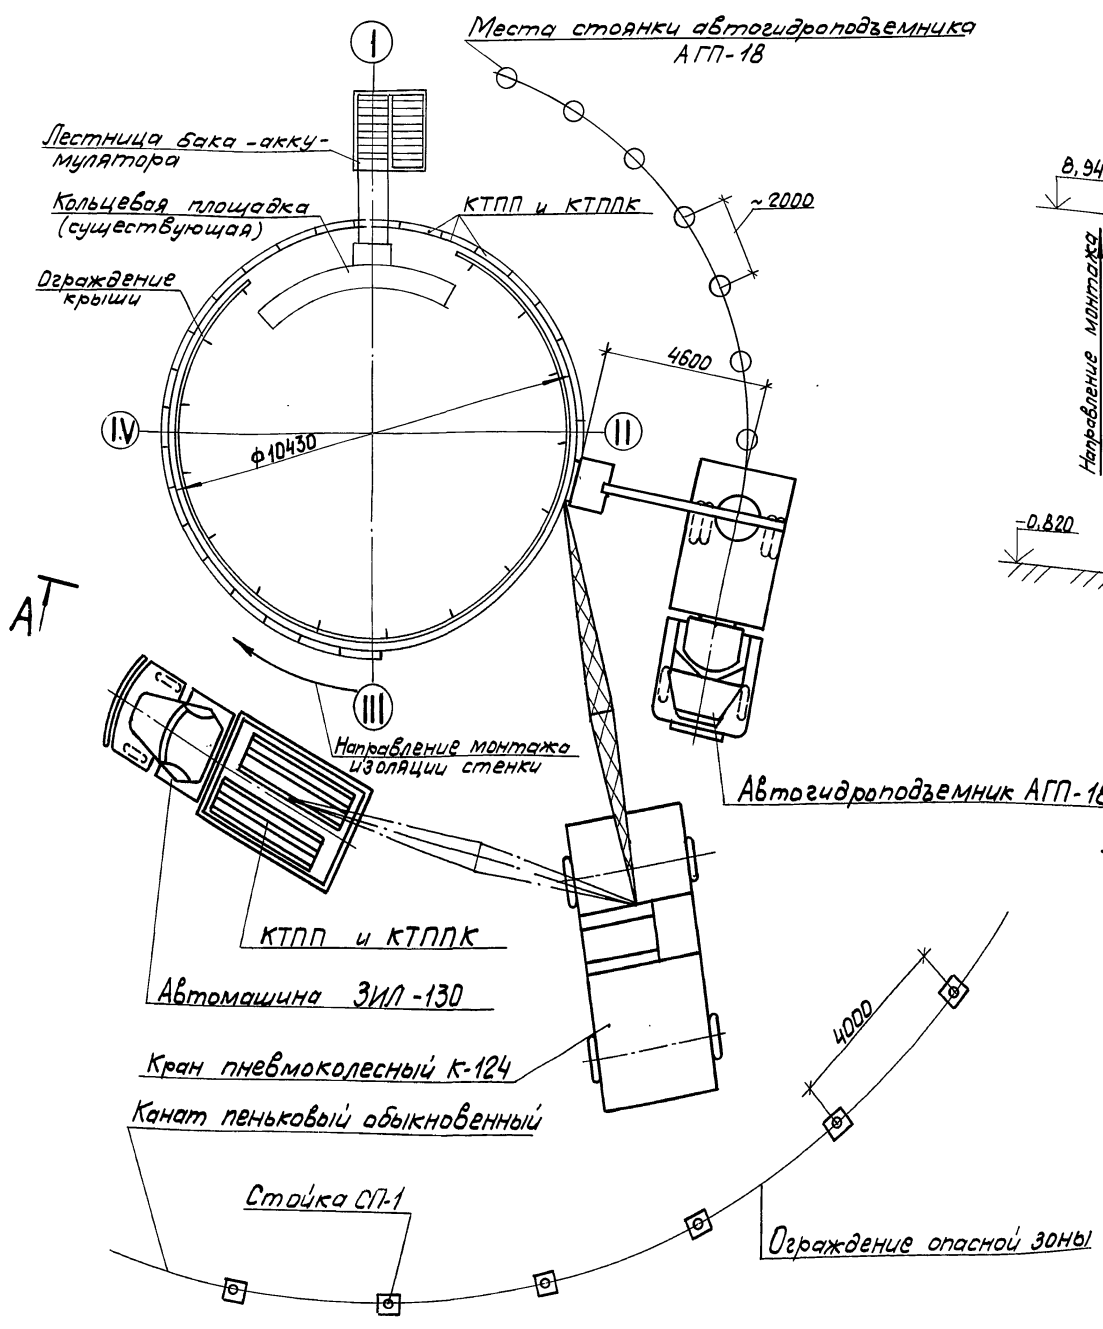 Места стоянки автогидроподъемника
АГП-18
I
Лестница бака-акку-
мулятора
Кольцевая площадка
(существующая)
КТПП и КТППК
Ограждение
крыши
~2000
8,94
Направление монтажа
4600
IV
II
ф10430
-0,820
А
III
Направление монтажа
изоляции стенки
Автогидроподъемник АГП-18
КТПП и КТППК
Автомашина ЗИЛ-130
4000
Кран пневмоколесный К-124
Канат пеньковый обыкновенный
Стойка СП-1
Ограждение опасной зоны